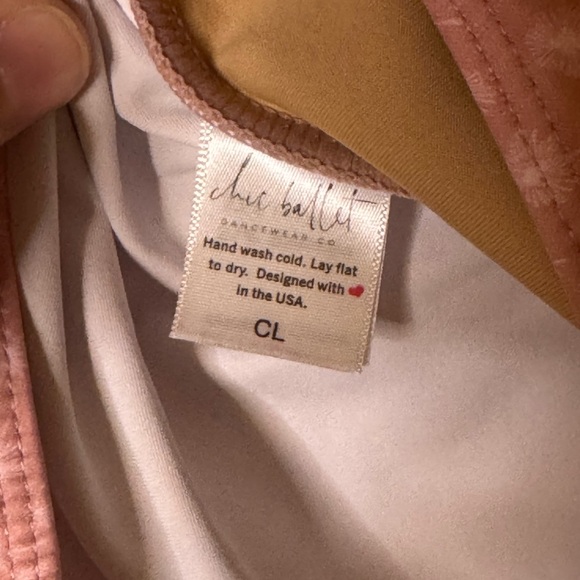 chic ballet
DANCEWEAR CO
Hand wash cold. Lay flat
to dry. Designed with ❤
in the USA.
CL